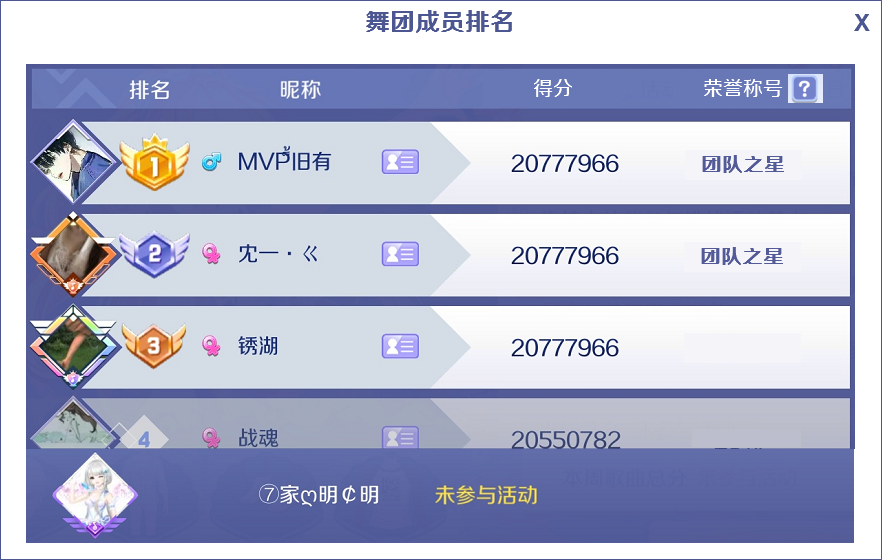 舞团成员排名 X
排名 昵称 得分 荣誉称号 ?
1 MVP旧有 20777966 团队之星
2 宊一·巜 20777966 团队之星
3 锈湖 20777966
4 战魂 20550782
⑦家ღ明￠明 未参与活动